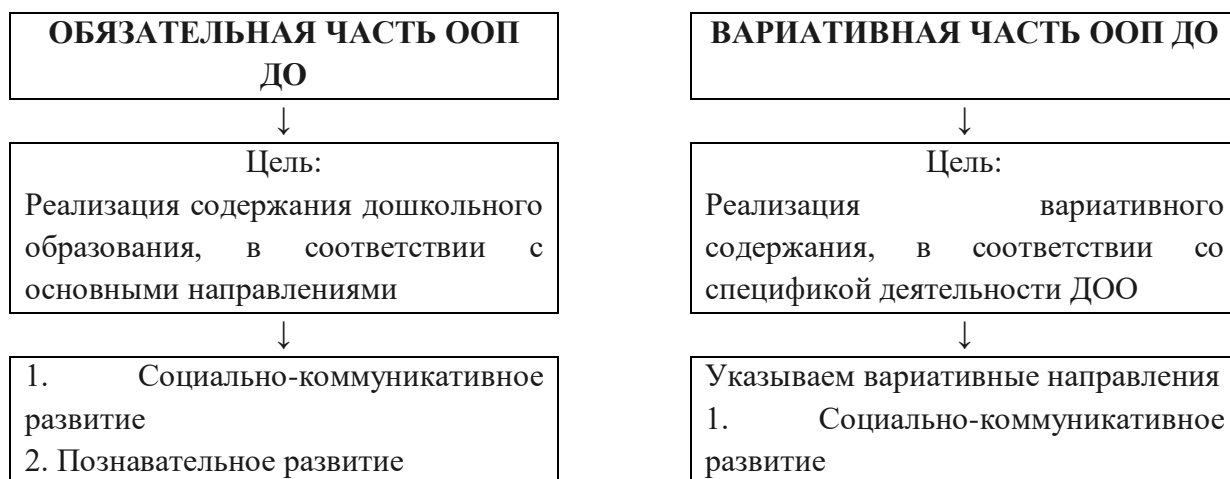 ОБЯЗАТЕЛЬНАЯ ЧАСТЬ ООП
ДО
↓
Цель:
Реализация содержания дошкольного
образования, в соответствии с
основными направлениями
↓
1. Социально-коммуникативное
развитие
2. Познавательное развитие
ВАРИАТИВНАЯ ЧАСТЬ ООП ДО
↓
Цель:
Реализация вариативного
содержания, в соответствии со
спецификой деятельности ДОО
↓
Указываем вариативные направления
1. Социально-коммуникативное
развитие